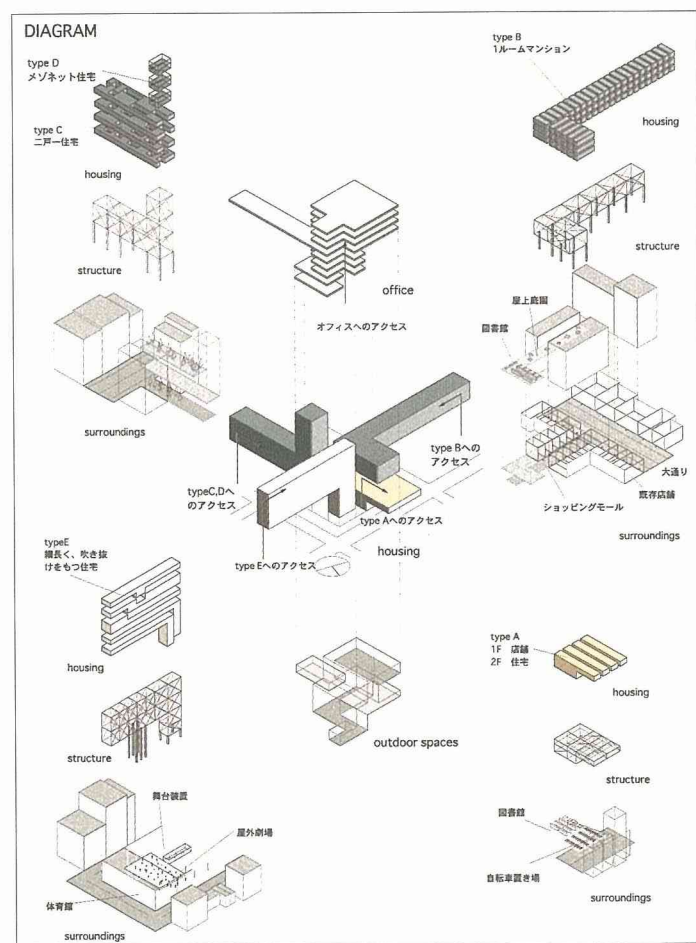 DIAGRAM
type D
メゾネット住宅
type C
二戸一住宅
housing
structure
surroundings
type B
1ルームマンション
housing
structure
屋上庭園
図書館
大通り
既存店舗
ショッピングモール
surroundings
office
オフィスへのアクセス
typeC,Dへ
のアクセス
type Bへの
アクセス
type Aへのアクセス
type Eへのアクセス
housing
typeE
細長く、吹き抜
けをもつ住宅
housing
structure
舞台装置
屋外劇場
体育館
surroundings
outdoor spaces
type A
1F 店舗
2F 住宅
housing
structure
図書館
自転車置き場
surroundings